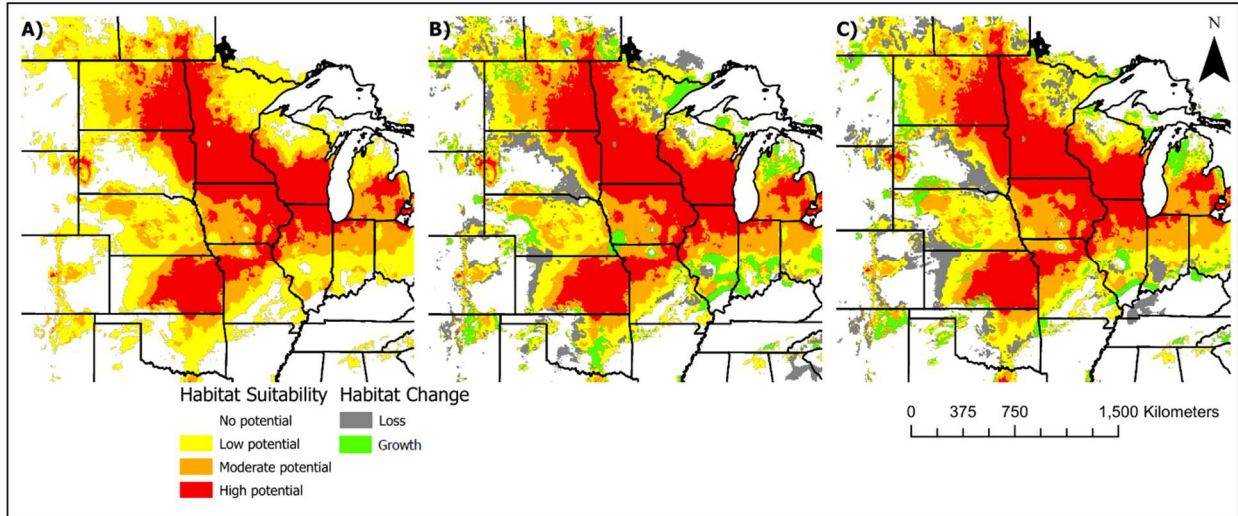 A)
B)
C)
N
Habitat Suitability
No potential
Low potential
Moderate potential
High potential
Habitat Change
Loss
Growth
0 375 750 1,500 Kilometers